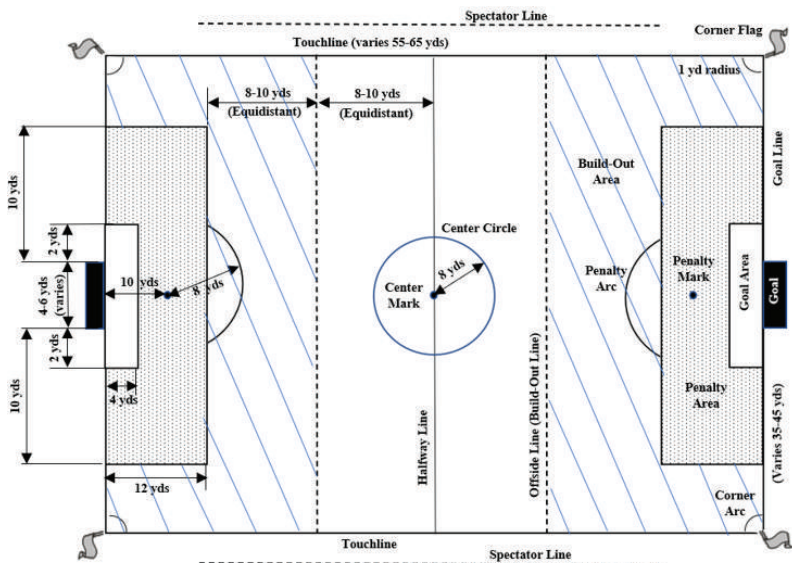 Spectator Line
Corner Flag
Touchline (varies 55-65 yds)
1 yd radius
8-10 yds
(Equidistant)
8-10 yds
(Equidistant)
Goal Line
10 yds
Build-Out
Area
2 yds
Center Circle
4-6 yds
(varies)
10 yds
8 yds
8 yds
Center
Mark
Penalty
Arc
Penalty
Mark
Goal Area
Goal
2 yds
10 yds
4 yds
Penalty
Area
Halfway Line
Offside Line (Build-Out Line)
(Varies 35-45 yds)
12 yds
Corner
Arc
Touchline
Spectator Line